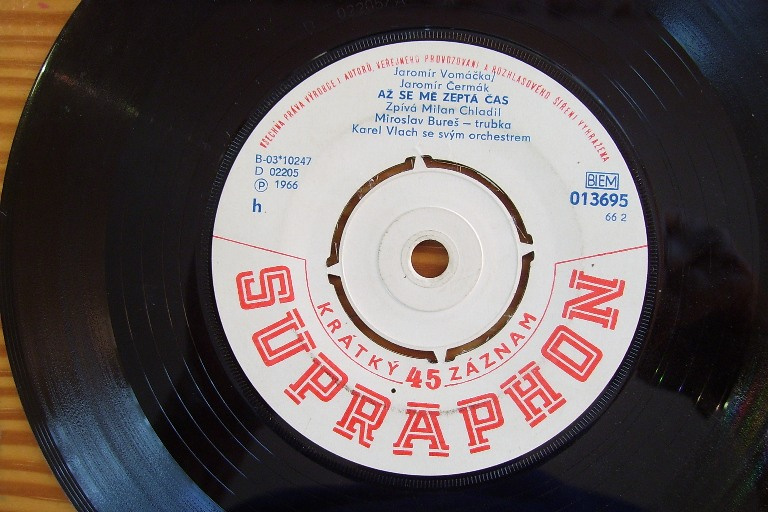 VŠECHNA PRÁVA VÝROBCE I AUTORŮ, VEŘEJNÉHO PROVOZOVÁNÍ A ROZHLASOVÉHO ŠÍŘENÍ VYHRAZENA
Jaromír Vomáčka/
Jaromír Čermák
AŽ SE MĚ ZEPTÁ ČAS
Zpívá Milan Chladil
Miroslav Bureš – trubka
Karel Vlach se svým orchestrem
B-03*10247
D 02205
Ⓟ 1966
h
BIEM
013695
66 2
KRÁTKÝ 45 ZÁZNAM
SUPRAPHON